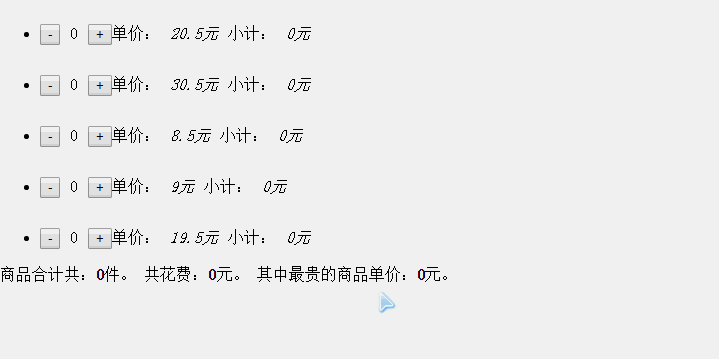 - 0 + 单价： 20.5元 小计： 0元
- 0 + 单价： 30.5元 小计： 0元
- 0 + 单价： 8.5元 小计： 0元
- 0 + 单价： 9元 小计： 0元
- 0 + 单价： 19.5元 小计： 0元
商品合计共：0件。 共花费：0元。 其中最贵的商品单价：0元。